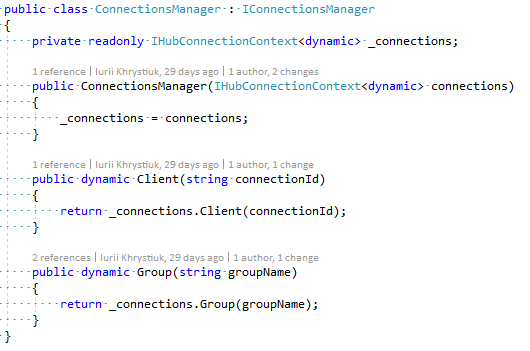 public class ConnectionsManager : IConnectionsManager
{
    private readonly IHubConnectionContext<dynamic> _connections;

    1 reference | Iurii Khrystiuk, 29 days ago | 1 author, 2 changes
    public ConnectionsManager(IHubConnectionContext<dynamic> connections)
    {
        _connections = connections;
    }

    1 reference | Iurii Khrystiuk, 29 days ago | 1 author, 1 change
    public dynamic Client(string connectionId)
    {
        return _connections.Client(connectionId);
    }

    2 references | Iurii Khrystiuk, 29 days ago | 1 author, 1 change
    public dynamic Group(string groupName)
    {
        return _connections.Group(groupName);
    }
}